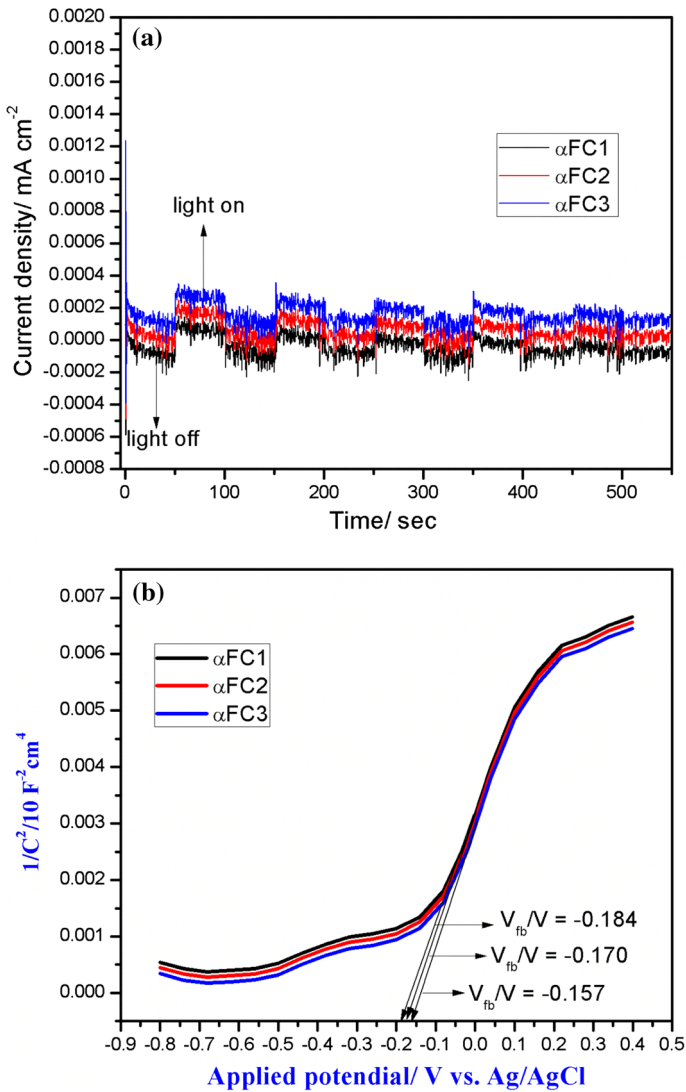 (a)
0.0020
0.0018
0.0016
0.0014
0.0012
0.0010
0.0008
0.0006
0.0004
0.0002
0.0000
-0.0002
-0.0004
-0.0006
-0.0008
Current density/ mA cm-2
αFC1
αFC2
αFC3
light on
light off
0 100 200 300 400 500
Time/ sec
(b)
0.007
0.006
0.005
0.004
0.003
0.002
0.001
0.000
1/C²/10 F⁻²cm⁴
αFC1
αFC2
αFC3
Vfb/V = -0.184
Vfb/V = -0.170
Vfb/V = -0.157
-0.9 -0.8 -0.7 -0.6 -0.5 -0.4 -0.3 -0.2 -0.1 0.0 0.1 0.2 0.3 0.4 0.5
Applied potendial/ V vs. Ag/AgCl